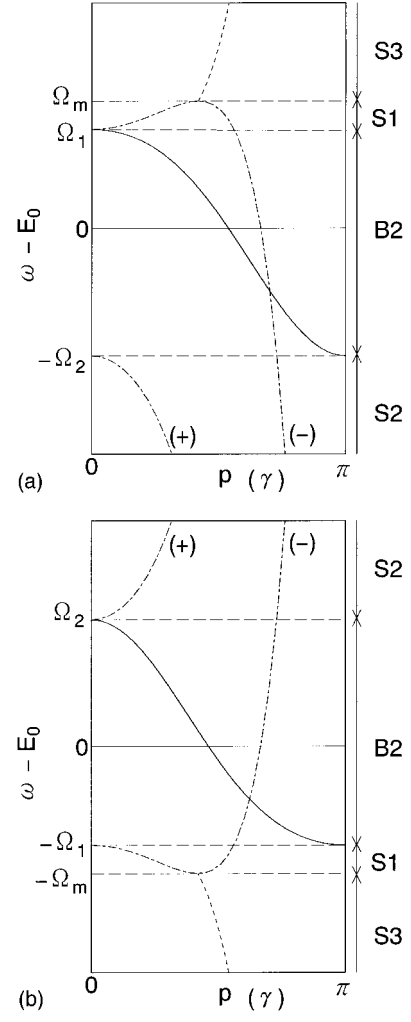 S3
Ω_m
S1
Ω_1
ω − E_0
0
B2
−Ω_2
S2
(+)
(−)
0
p (γ)
π
(a)
(+)
(−)
S2
Ω_2
ω − E_0
0
B2
−Ω_1
S1
−Ω_m
S3
0
p (γ)
π
(b)